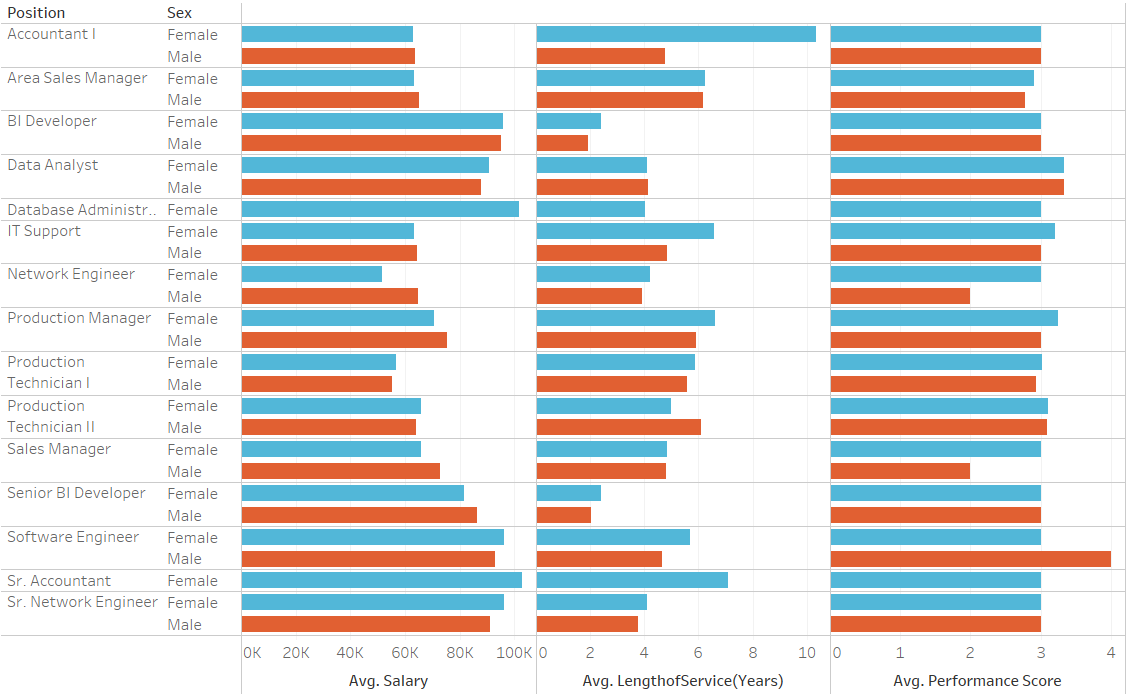 Position Sex
Accountant I Female
Male
Area Sales Manager Female
Male
BI Developer Female
Male
Data Analyst Female
Male
Database Administr.. Female
IT Support Female
Male
Network Engineer Female
Male
Production Manager Female
Male
Production Female
Technician I Male
Production Female
Technician II Male
Sales Manager Female
Male
Senior BI Developer Female
Male
Software Engineer Female
Male
Sr. Accountant Female
Sr. Network Engineer Female
Male
0K 20K 40K 60K 80K 100K 0 2 4 6 8 10 0 1 2 3 4
Avg. Salary Avg. LengthofService(Years) Avg. Performance Score